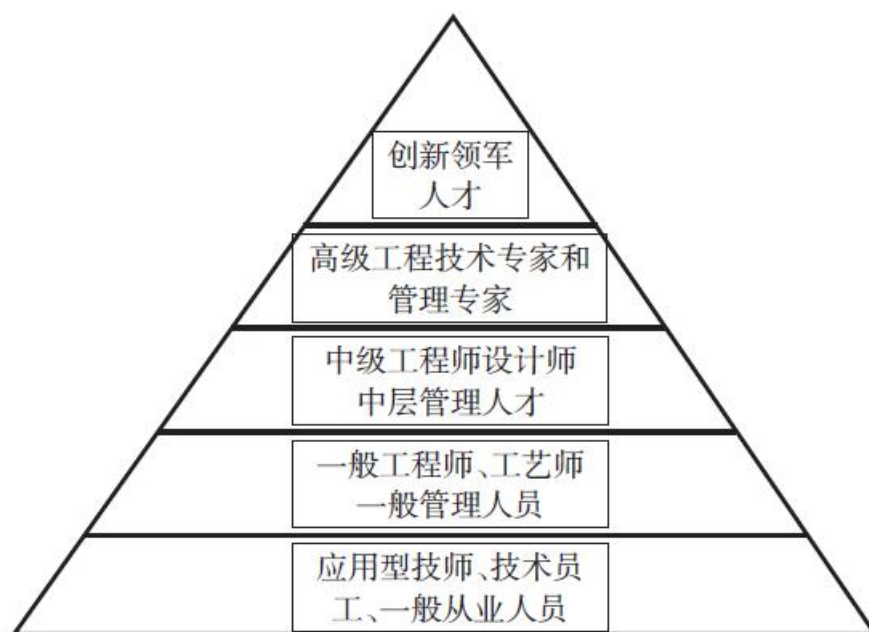 创新领军
人才
高级工程技术专家和
管理专家
中级工程师设计师
中层管理人才
一般工程师、工艺师
一般管理人员
应用型技师、技术员
工、一般从业人员